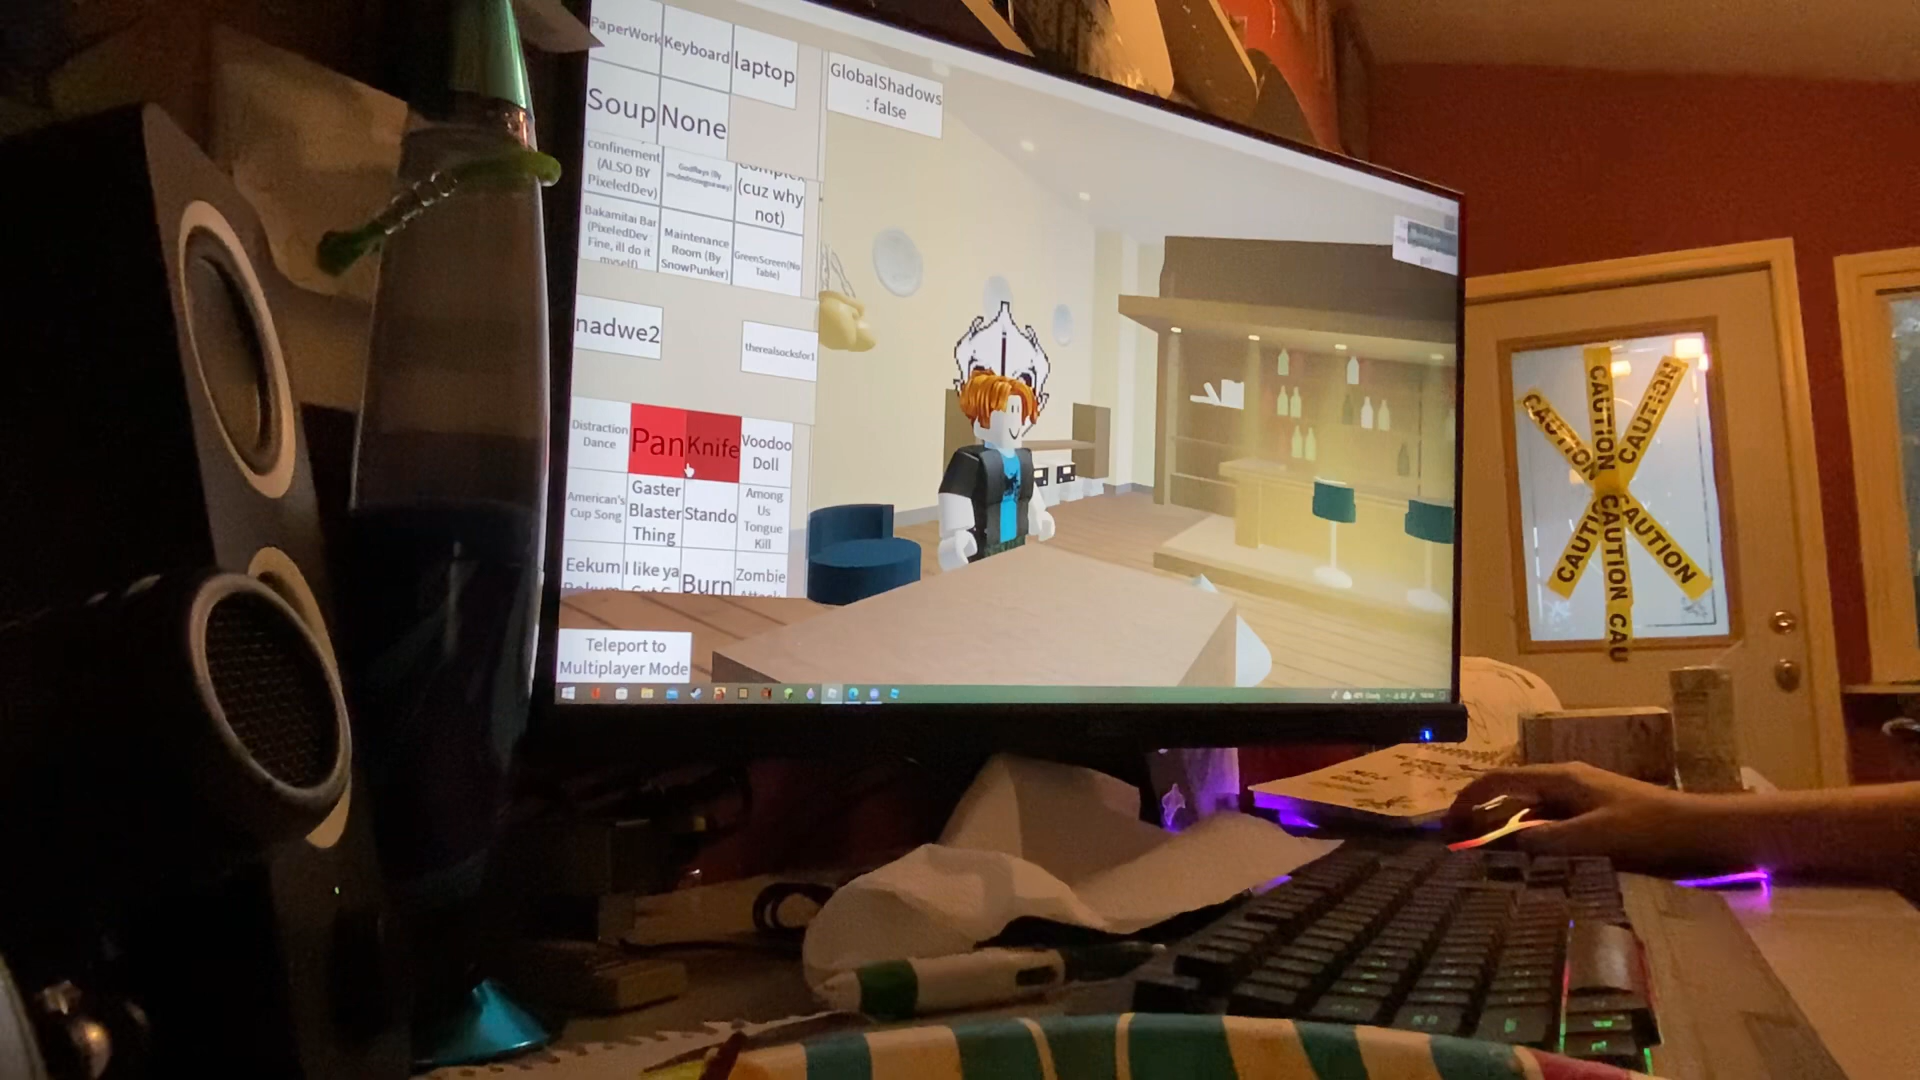 PaperWork
Keyboard
laptop
GlobalShadows
: false
Soup
None
confinement
(ALSO BY
PixeledDev)
(cuz why
not)
Bakamitai Bar
(PixeledDev :
Fine, ill do it
myself)
Maintenance
Room (By
SnowPunker)
GreenScreen(No
Table)
nadwe2
therealsocksfor1
Distraction
Dance
Pan
Knife
Voodoo
Doll
American's
Cup Song
Gaster
Blaster
Thing
Stando
Among
Us
Tongue
Kill
Eekum
I like ya
Burn
Zombie
Teleport to
Multiplayer Mode
CAUTION
CAUTION
CAUTION
CAUTION
CAUTION
CAUTION
CAU